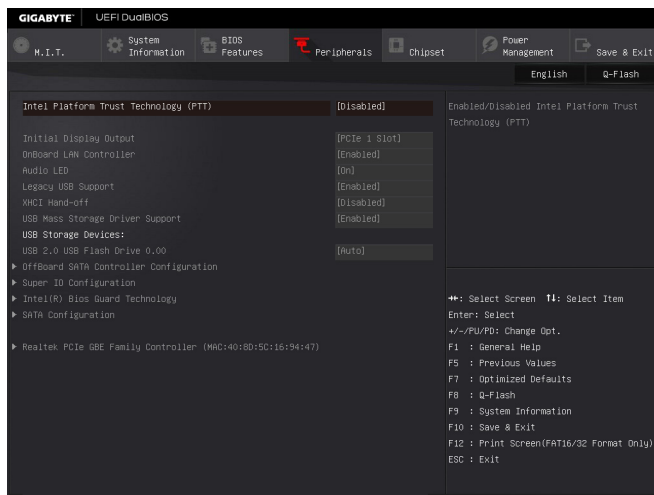 GIGABYTE™ UEFI DualBIOS
M.I.T.
System Information
BIOS Features
Peripherals
Chipset
Power Management
Save & Exit
English
Q-Flash
Intel Platform Trust Technology (PTT) [Disabled]
Initial Display Output [PCIe 1 Slot]
OnBoard LAN Controller [Enabled]
Audio LED [On]
Legacy USB Support [Enabled]
XHCI Hand-off [Disabled]
USB Mass Storage Driver Support [Enabled]
USB Storage Devices:
USB 2.0 USB Flash Drive 0.00 [Auto]
OffBoard SATA Controller Configuration
Super IO Configuration
Intel(R) Bios Guard Technology
SATA Configuration
Realtek PCIe GBE Family Controller (MAC:40:8D:5C:16:94:47)
Enabled/Disabled Intel Platform Trust
Technology (PTT)
→←: Select Screen ↑↓: Select Item
Enter: Select
+/-/PU/PD: Change Opt.
F1 : General Help
F5 : Previous Values
F7 : Optimized Defaults
F8 : Q-Flash
F9 : System Information
F10 : Save & Exit
F12 : Print Screen(FAT16/32 Format Only)
ESC : Exit